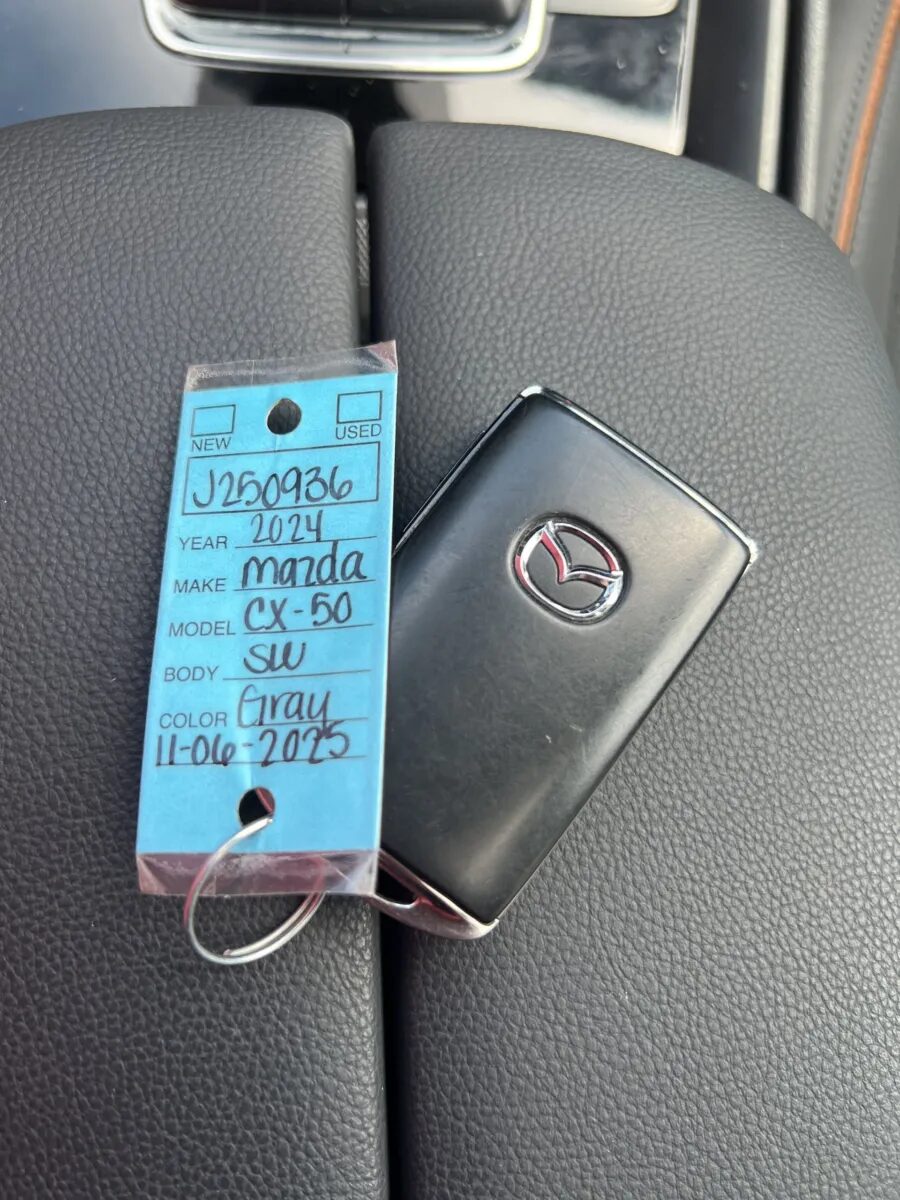 NEW USED
J250936
YEAR 2024
MAKE Mazda
MODEL CX-50
BODY SW
COLOR Gray
11-06-2025